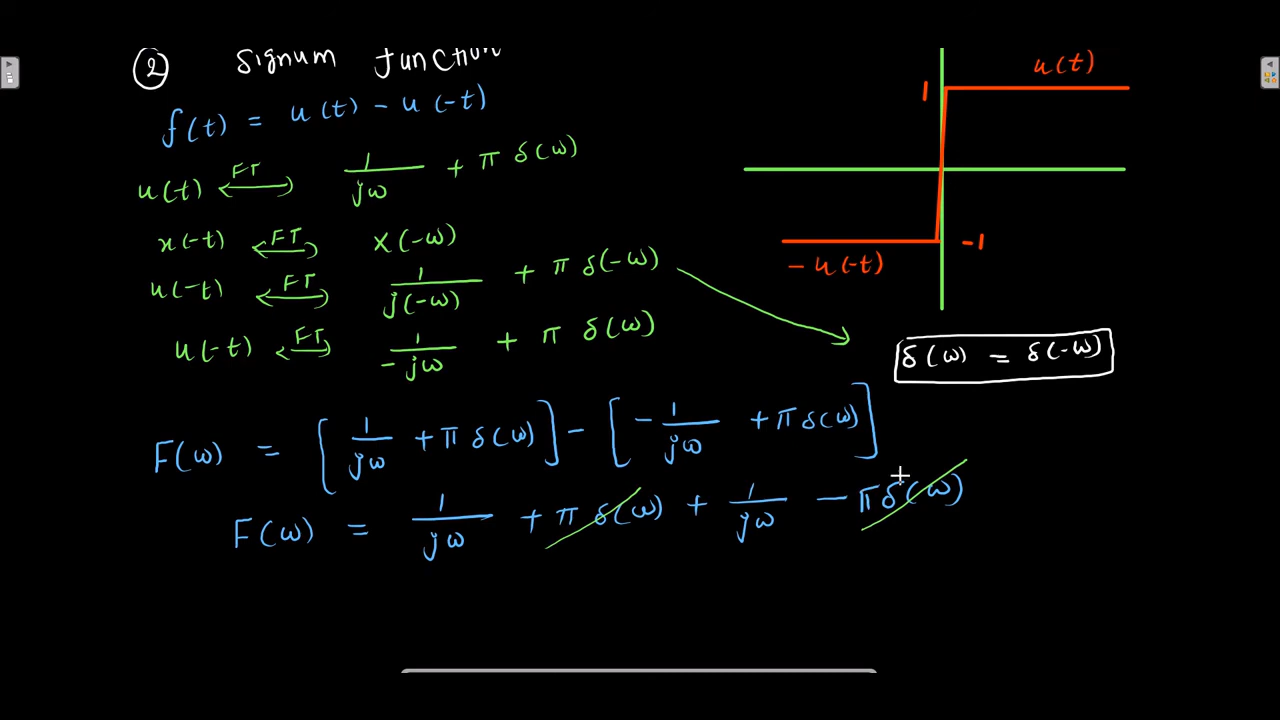 ② Signum function
f(t) = u(t) - u(-t)
u(t) ⟷FT 1/jω + π δ(ω)
x(-t) ⟷FT X(-ω)
u(-t) ⟷FT 1/j(-ω) + π δ(-ω)
u(-t) ⟷FT 1/-jω + π δ(ω)
F(ω) = [1/jω + π δ(ω)] - [-1/jω + π δ(ω)]
F(ω) = 1/jω + π δ(ω) + 1/jω - π δ(ω)
u(t)
1
-1
- u(-t)
δ(ω) = δ(-ω)